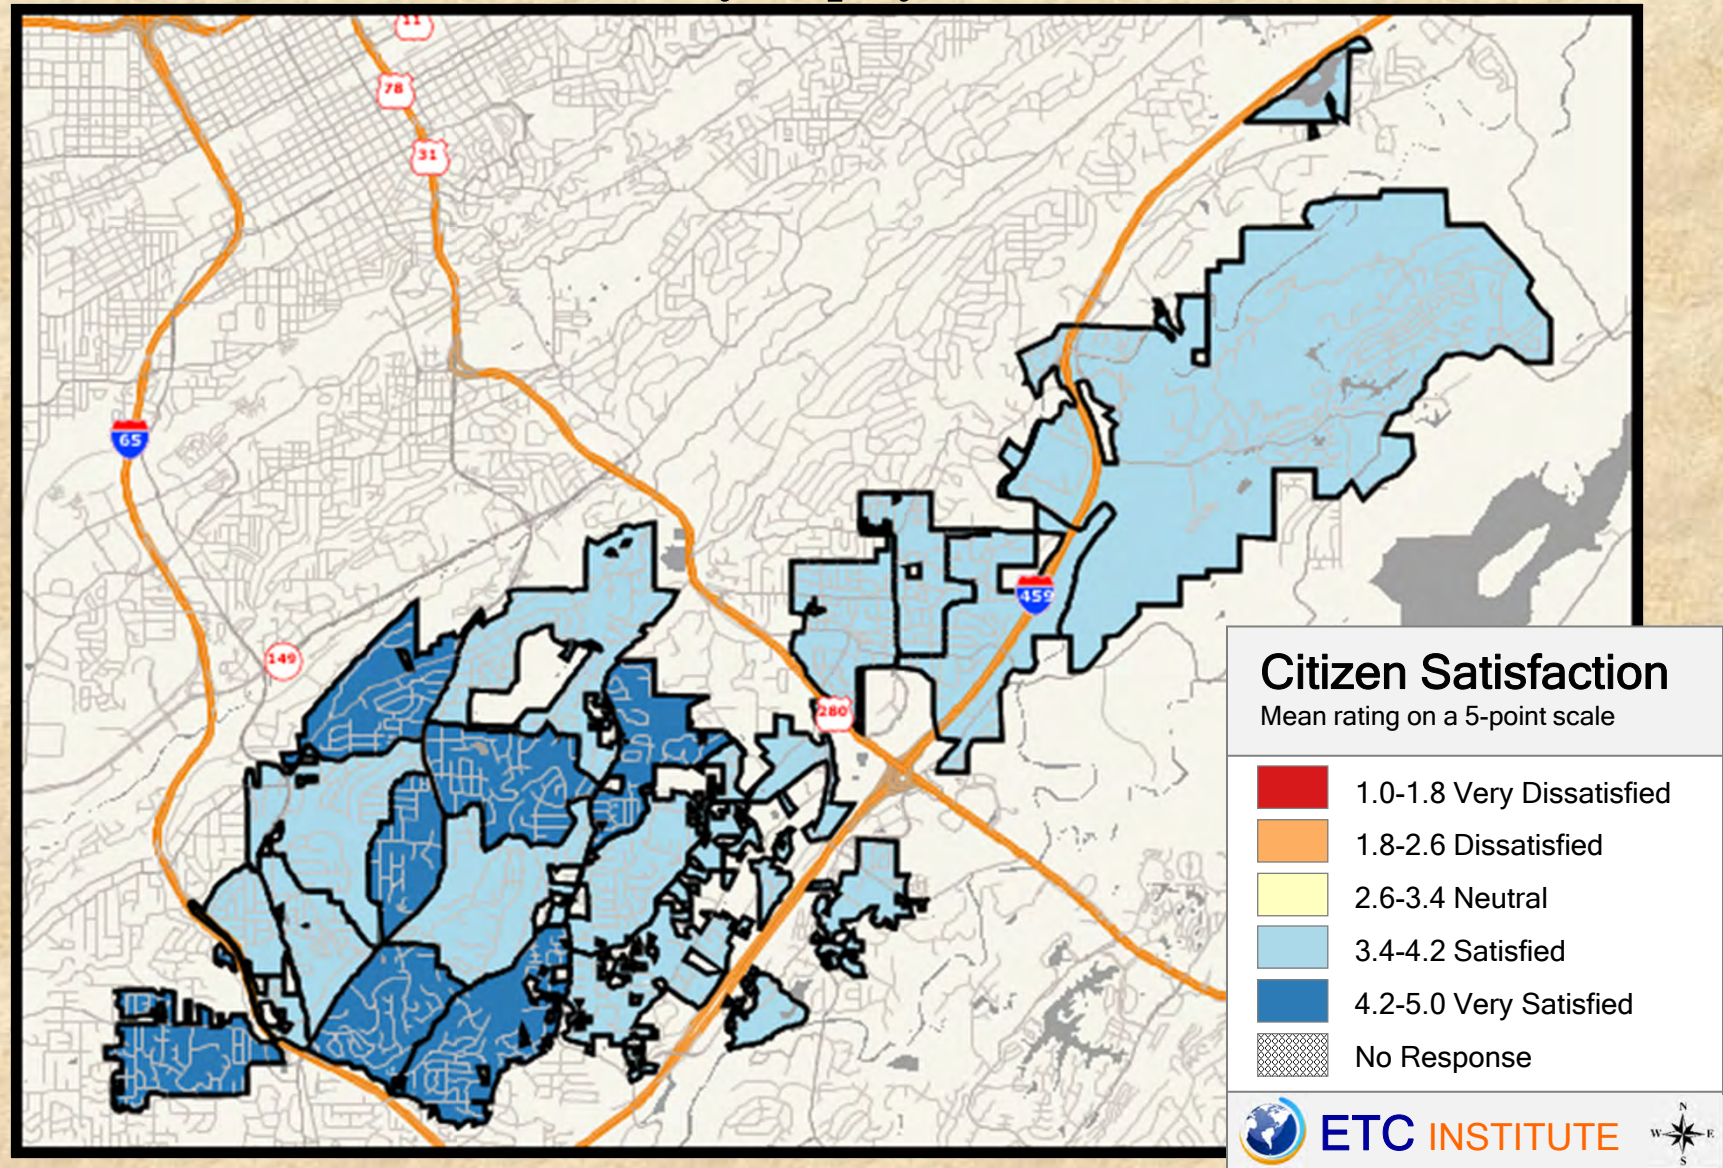 11
78
31
65
149
459
280
Citizen Satisfaction
Mean rating on a 5-point scale
1.0-1.8 Very Dissatisfied
1.8-2.6 Dissatisfied
2.6-3.4 Neutral
3.4-4.2 Satisfied
4.2-5.0 Very Satisfied
No Response
ETC INSTITUTE
N
W E
S